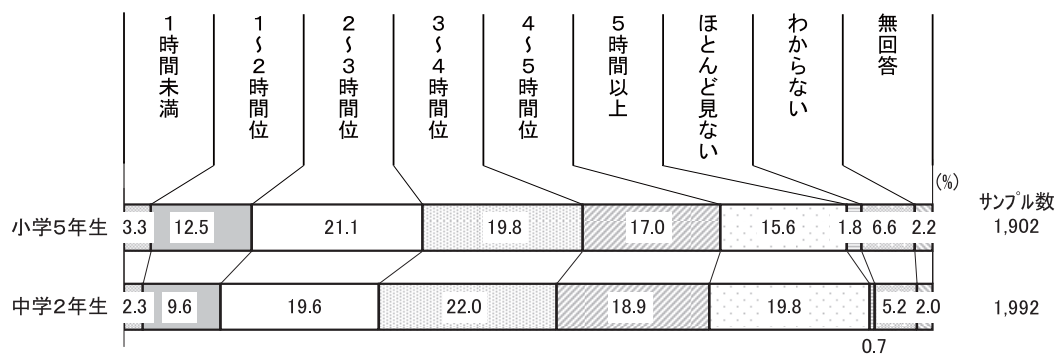 1時間未満
1〜2時間位
2〜3時間位
3〜4時間位
4〜5時間位
5時間以上
ほとんど見ない
わからない
無回答
(%)
サンプル数
小学5年生 3.3 12.5 21.1 19.8 17.0 15.6 1.8 6.6 2.2 1,902
中学2年生 2.3 9.6 19.6 22.0 18.9 19.8 5.2 2.0 1,992
0.7